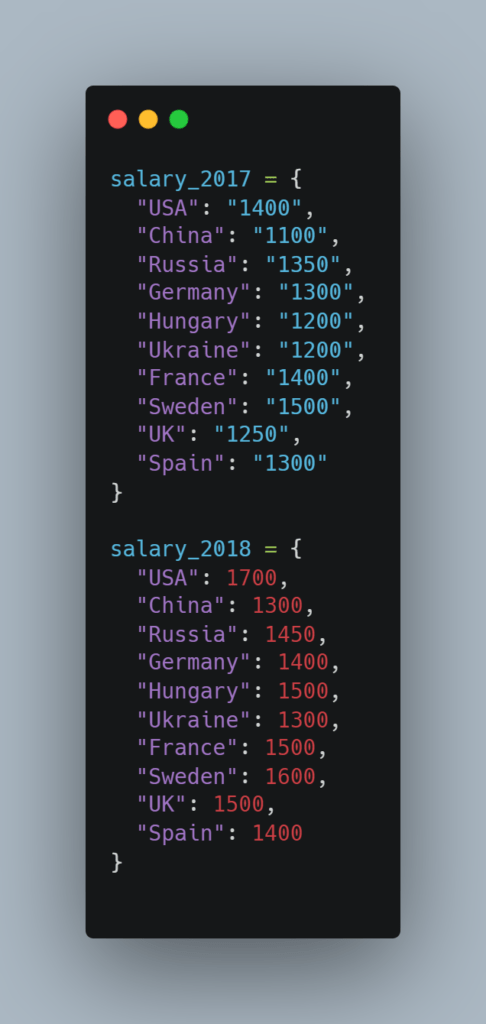 salary_2017 = {
  "USA": "1400",
  "China": "1100",
  "Russia": "1350",
  "Germany": "1300",
  "Hungary": "1200",
  "Ukraine": "1200",
  "France": "1400",
  "Sweden": "1500",
  "UK": "1250",
  "Spain": "1300"
}
salary_2018 = {
  "USA": 1700,
  "China": 1300,
  "Russia": 1450,
  "Germany": 1400,
  "Hungary": 1500,
  "Ukraine": 1300,
  "France": 1500,
  "Sweden": 1600,
  "UK": 1500,
  "Spain": 1400
}